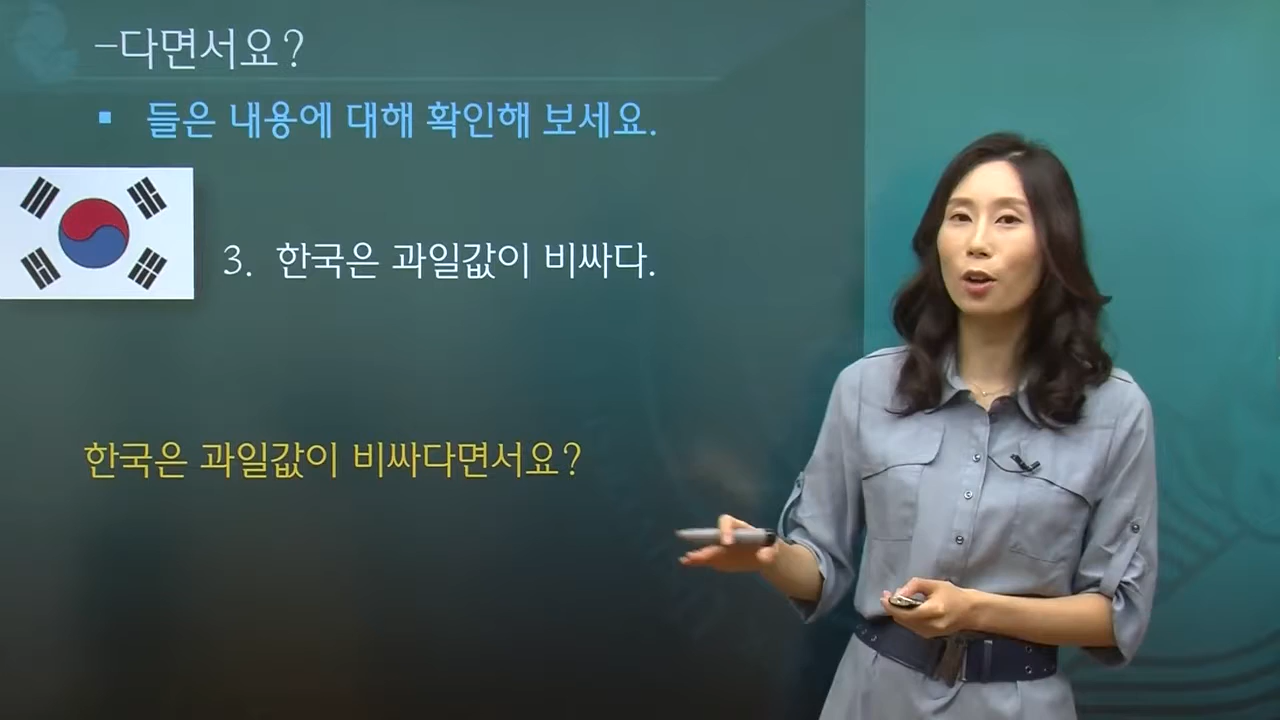 -다면서요?
▪ 들은 내용에 대해 확인해 보세요.
3. 한국은 과일값이 비싸다.
한국은 과일값이 비싸다면서요?